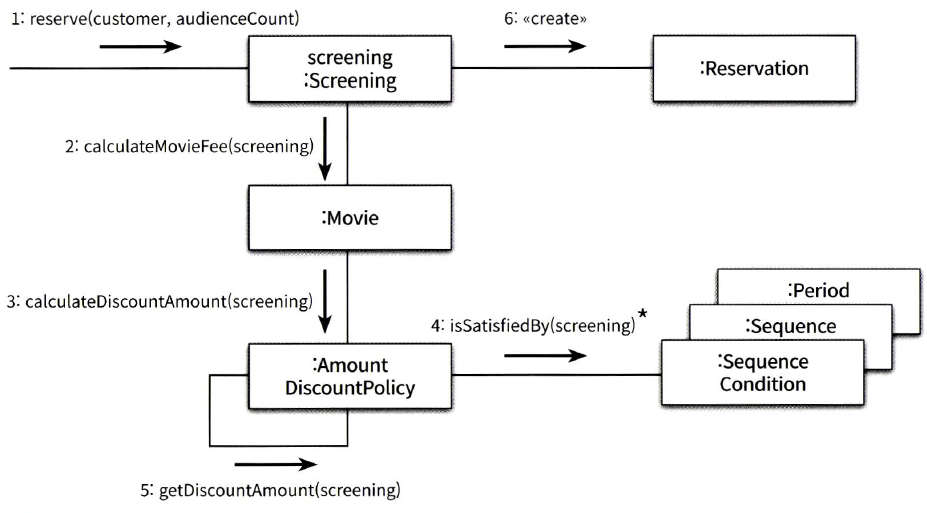 1: reserve(customer, audienceCount)
6: «create»
screening
:Screening
:Reservation
2: calculateMovieFee(screening)
:Movie
3: calculateDiscountAmount(screening)
4: isSatisfiedBy(screening)*
:Period
:Sequence
:Sequence
Condition
:Amount
DiscountPolicy
5: getDiscountAmount(screening)